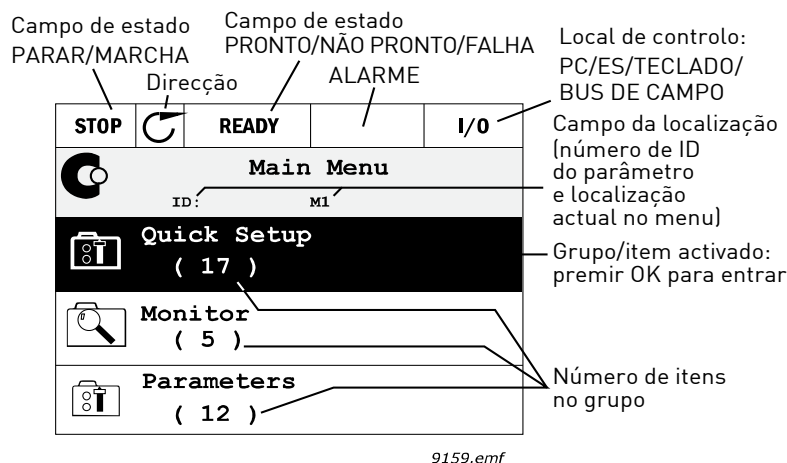 Campo de estado
PARAR/MARCHA
Direcção
Campo de estado
PRONTO/NÃO PRONTO/FALHA
ALARME
Local de controlo:
PC/ES/TECLADO/
BUS DE CAMPO
STOP
READY
I/O
Main Menu
ID:
M1
Campo da localização
(número de ID
do parâmetro
e localização
actual no menu)
Quick Setup
( 17 )
Grupo/item activado:
premir OK para entrar
Monitor
( 5 )
Parameters
( 12 )
Número de itens
no grupo
9159.emf